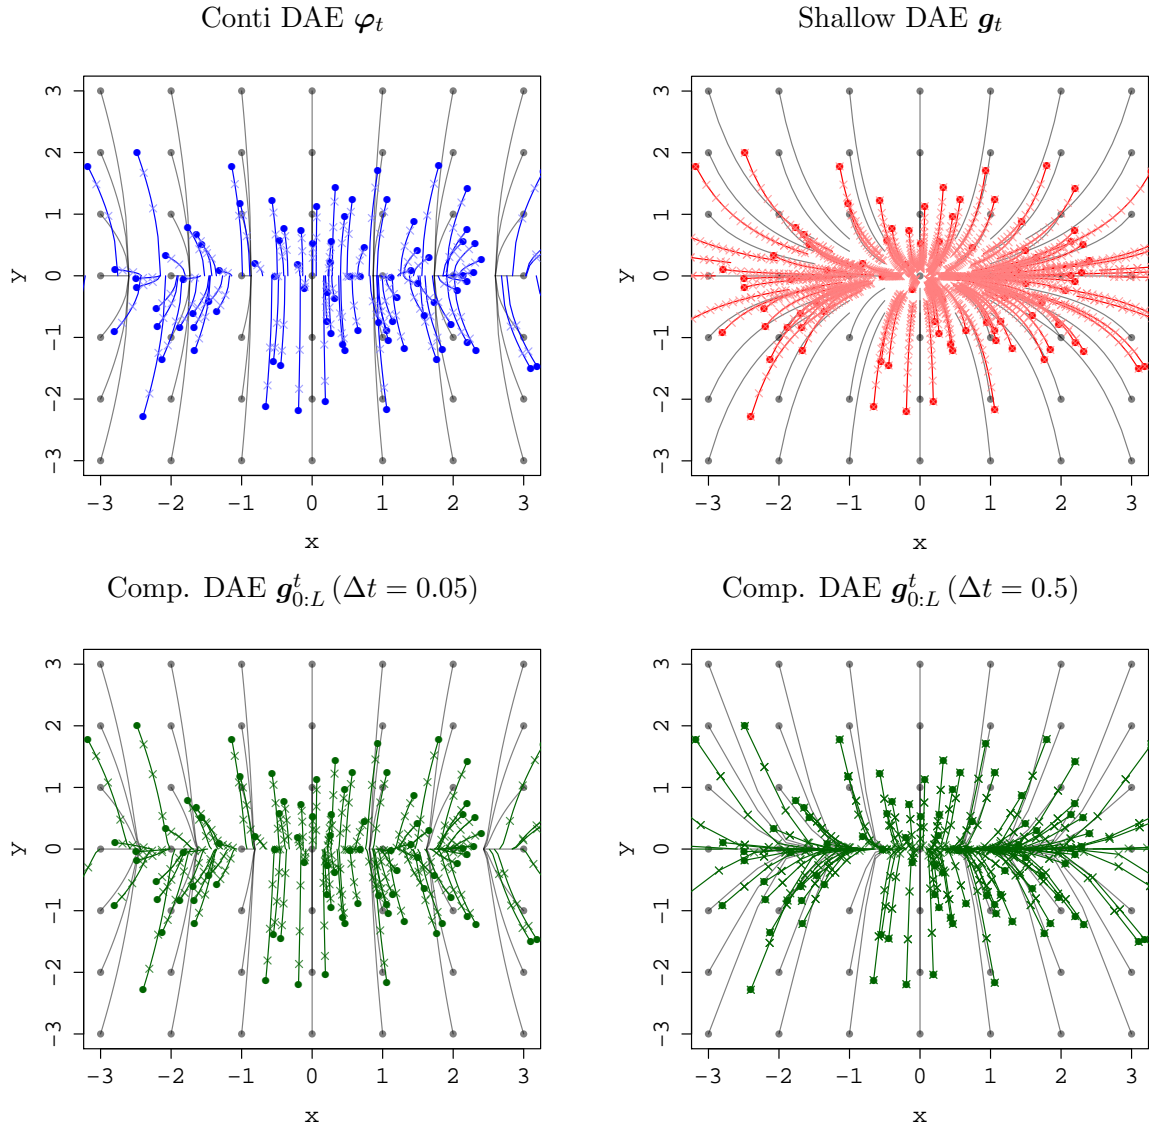 Conti DAE φ_t
Shallow DAE g_t
3
2
1
0
−1
−2
−3
y
−3 −2 −1 0 1 2 3
x
3
2
1
0
−1
−2
−3
y
−3 −2 −1 0 1 2 3
x
Comp. DAE g^t_{0:L} (Δt = 0.05)
Comp. DAE g^t_{0:L} (Δt = 0.5)
3
2
1
0
−1
−2
−3
y
−3 −2 −1 0 1 2 3
x
3
2
1
0
−1
−2
−3
y
−3 −2 −1 0 1 2 3
x